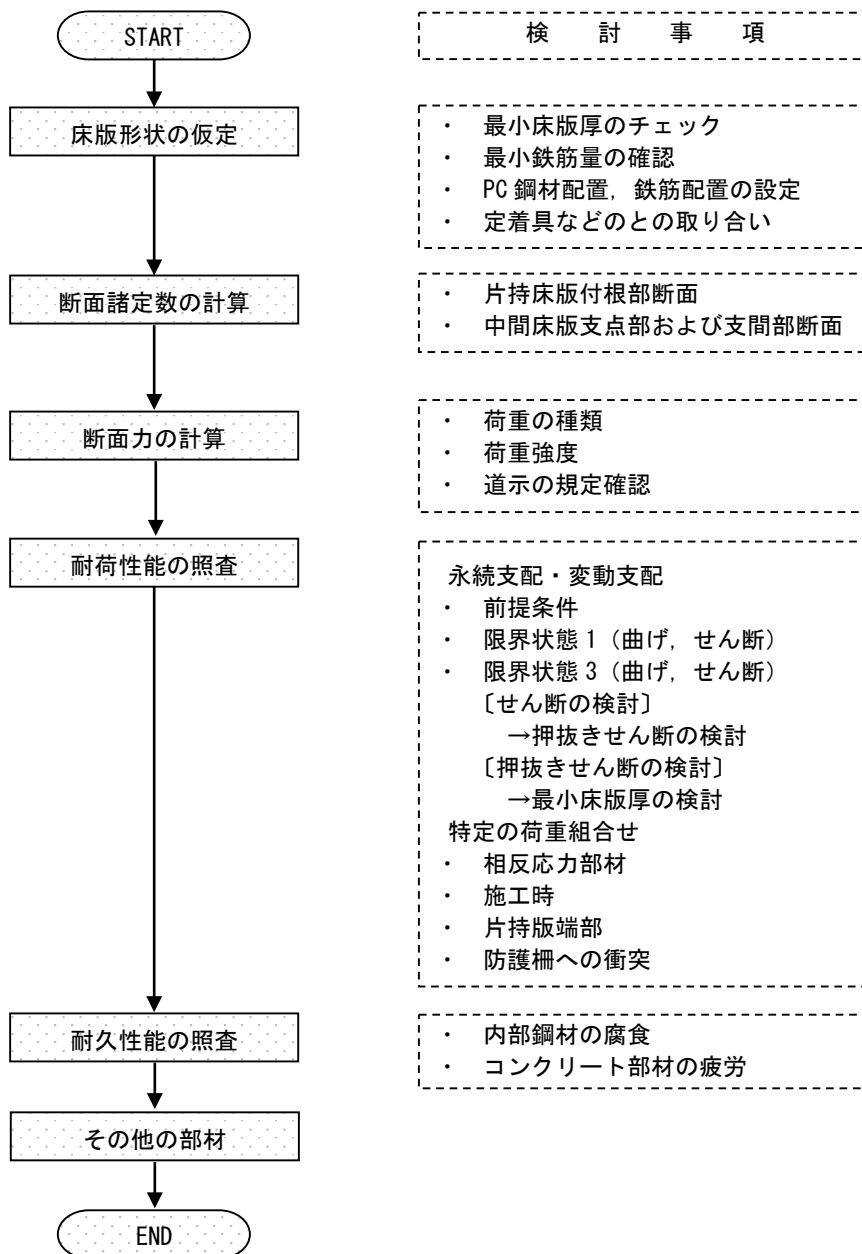 START
検 討 事 項
床版形状の仮定
・ 最小床版厚のチェック
・ 最小鉄筋量の確認
・ PC鋼材配置，鉄筋配置の設定
・ 定着具などのとの取り合い
断面諸定数の計算
・ 片持床版付根部断面
・ 中間床版支点部および支間部断面
断面力の計算
・ 荷重の種類
・ 荷重強度
・ 道示の規定確認
耐荷性能の照査
永続支配・変動支配
・ 前提条件
・ 限界状態1（曲げ，せん断）
・ 限界状態3（曲げ，せん断）
〔せん断の検討〕
→押抜きせん断の検討
〔押抜きせん断の検討〕
→最小床版厚の検討
特定の荷重組合せ
・ 相反応力部材
・ 施工時
・ 片持版端部
・ 防護柵への衝突
耐久性能の照査
・ 内部鋼材の腐食
・ コンクリート部材の疲労
その他の部材
END